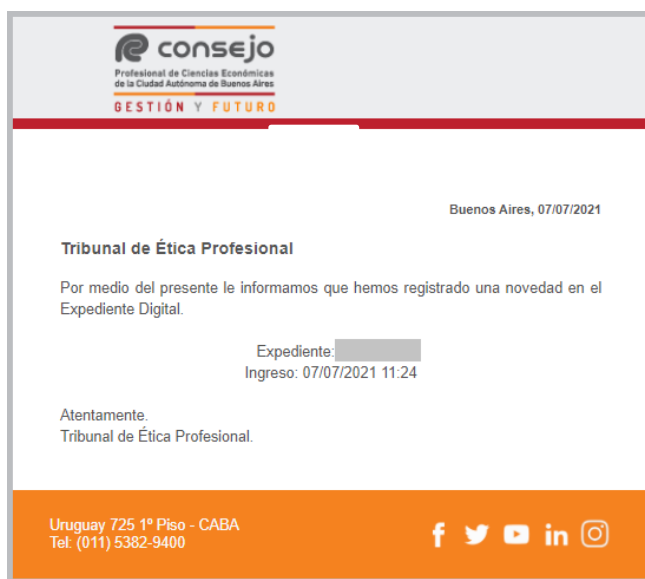 consejo
Profesional de Ciencias Económicas
de la Ciudad Autónoma de Buenos Aires
GESTIÓN Y FUTURO
Buenos Aires, 07/07/2021
Tribunal de Ética Profesional
Por medio del presente le informamos que hemos registrado una novedad en el
Expediente Digital.
Expediente:
Ingreso: 07/07/2021 11:24
Atentamente.
Tribunal de Ética Profesional.
Uruguay 725 1º Piso - CABA
Tel: (011) 5382-9400